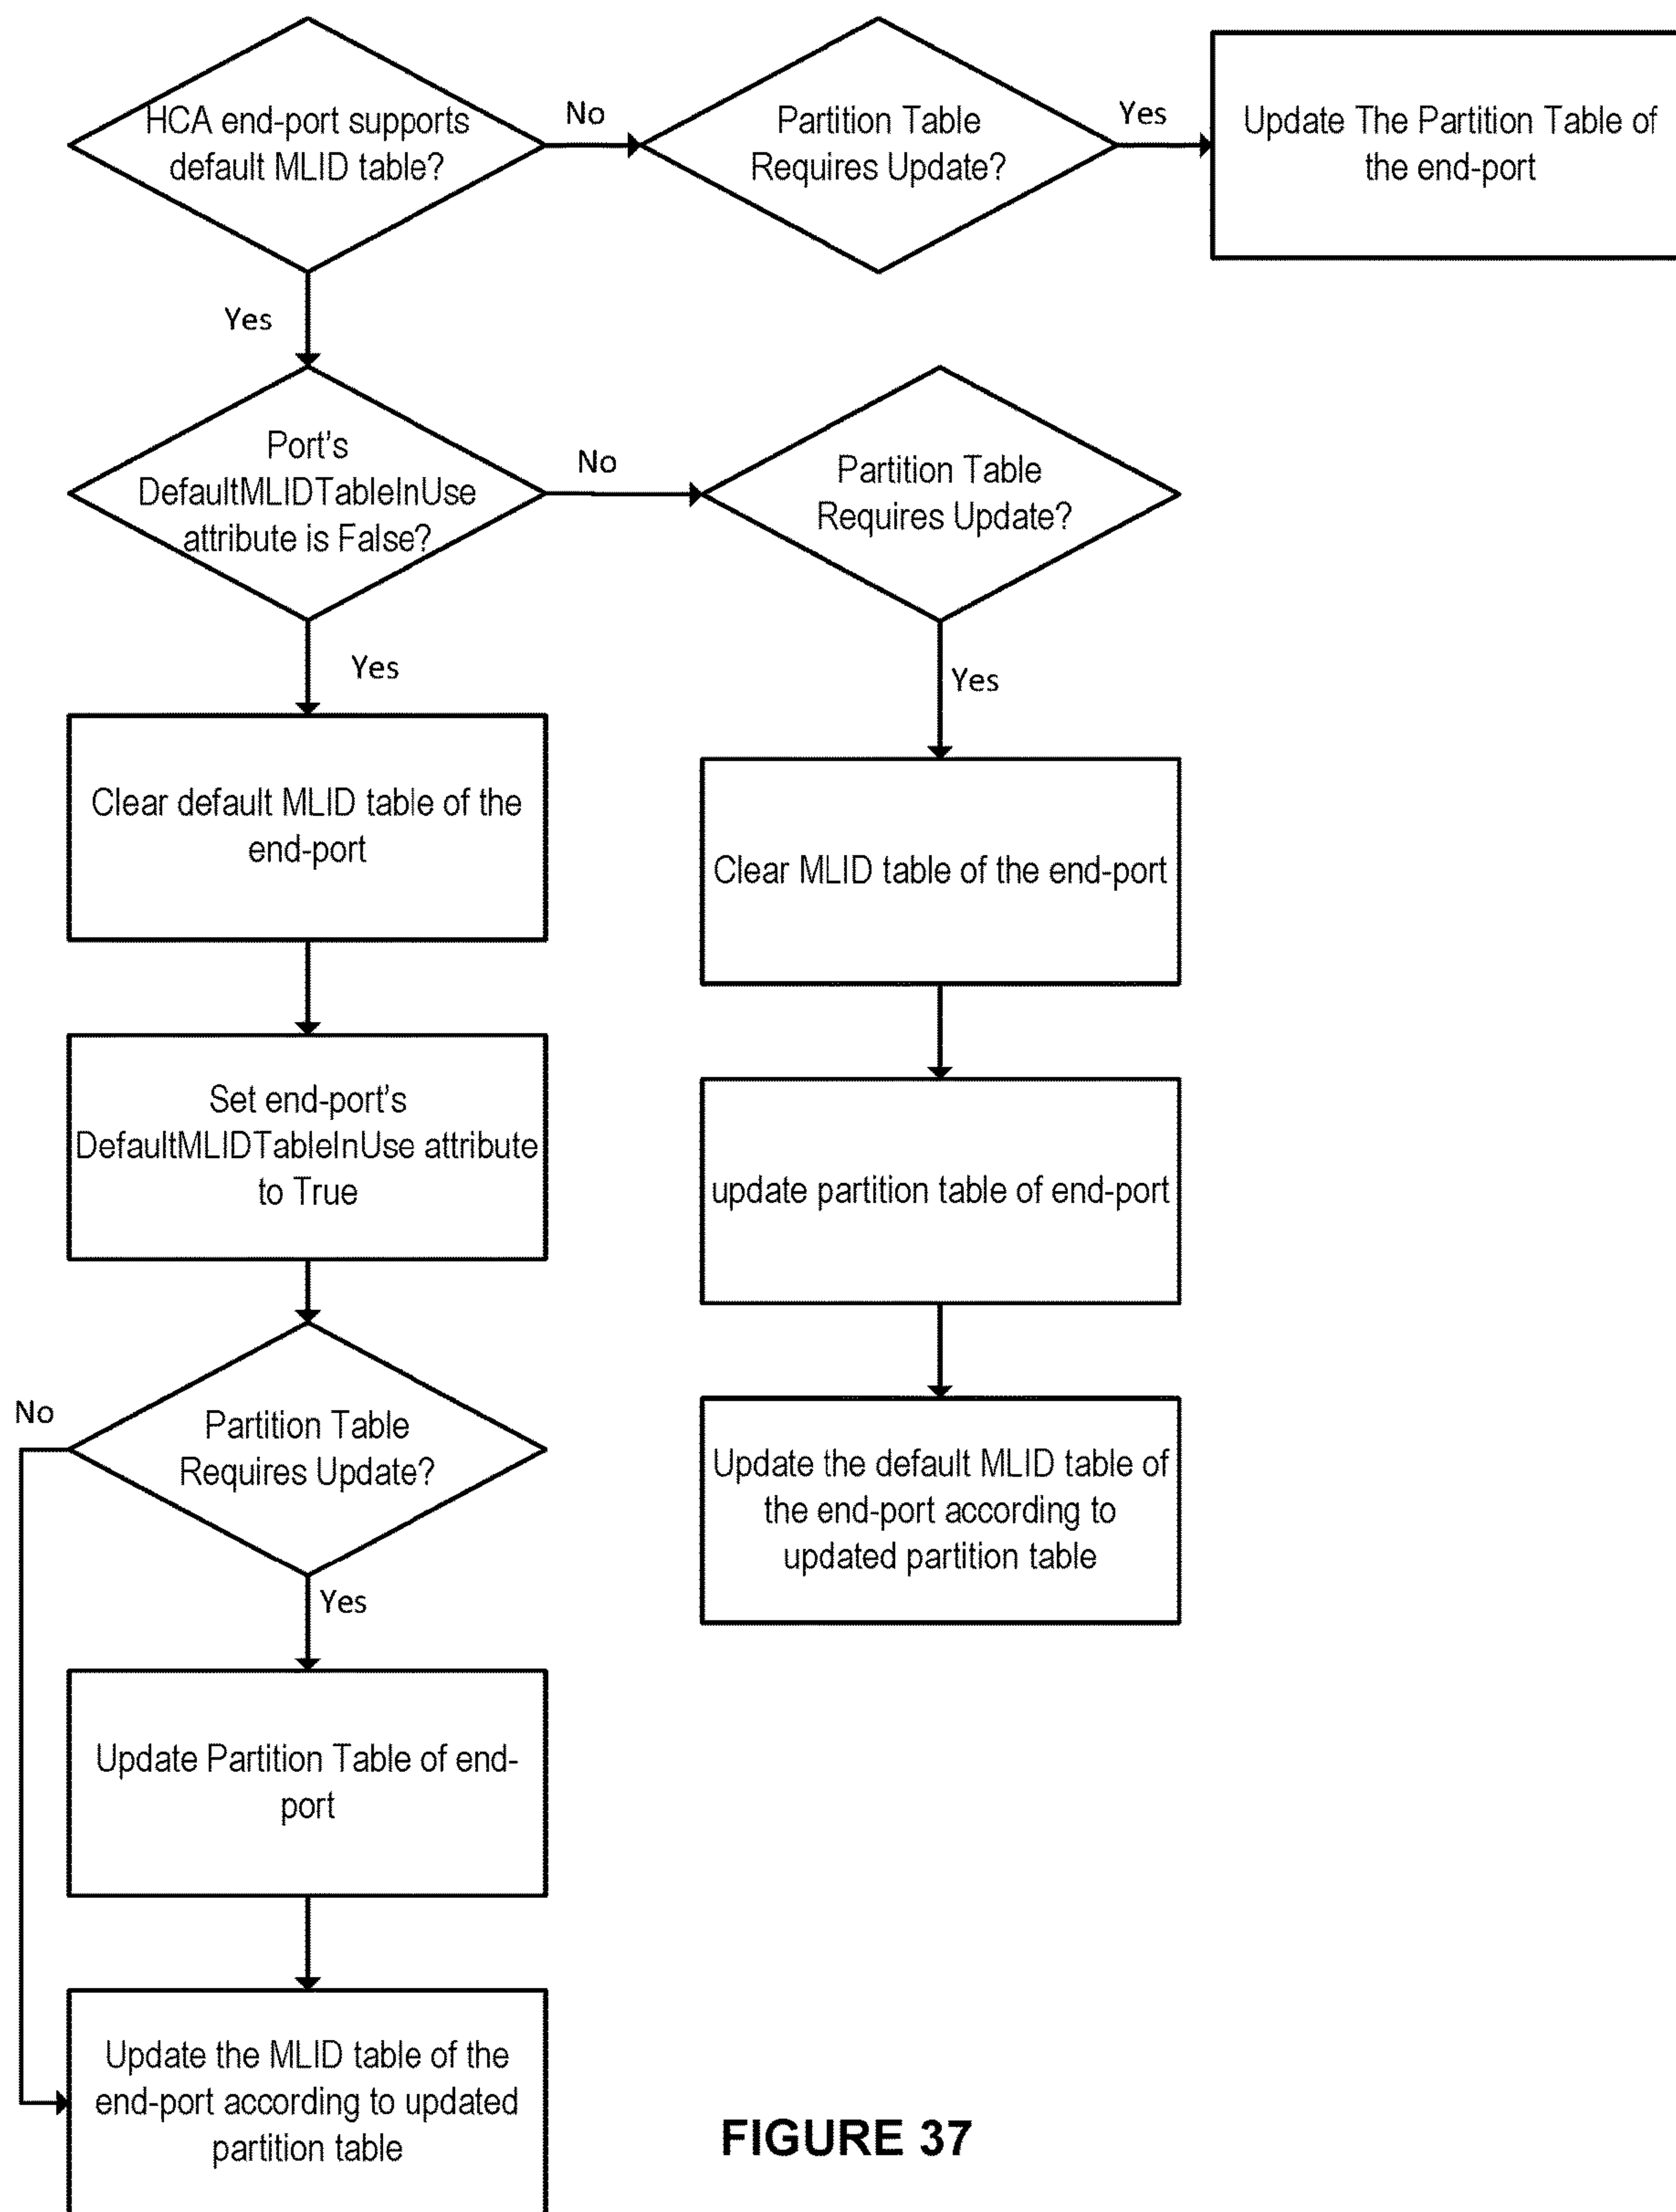 HCA end-port supports
default MLID table?
No
Partition Table
Requires Update?
Yes
Update The Partition Table of
the end-port
Yes
Port's
DefaultMLIDTableInUse
attribute is False?
No
Partition Table
Requires Update?
Yes
Yes
Clear default MLID table of the
end-port
Clear MLID table of the end-port
Set end-port's
DefaultMLIDTableInUse attribute
to True
update partition table of end-port
No
Partition Table
Requires Update?
Update the default MLID table of
the end-port according to
updated partition table
Yes
Update Partition Table of end-
port
Update the MLID table of the
end-port according to updated
partition table
FIGURE 37